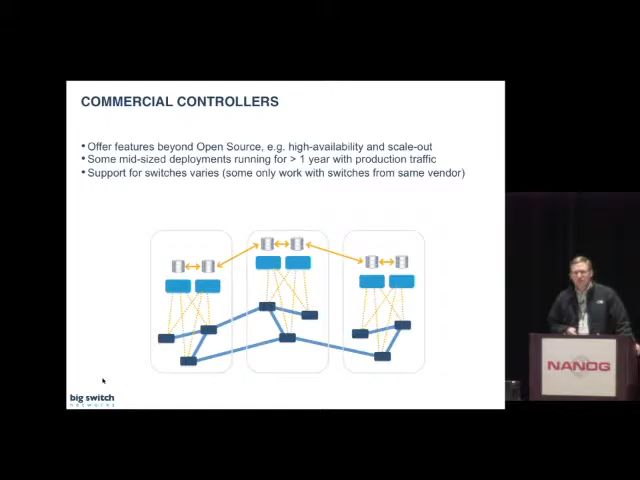 COMMERCIAL CONTROLLERS
• Offer features beyond Open Source, e.g. high-availability and scale-out
• Some mid-sized deployments running for > 1 year with production traffic
• Support for switches varies (some only work with switches from same vendor)
big switch
networks
NANOG